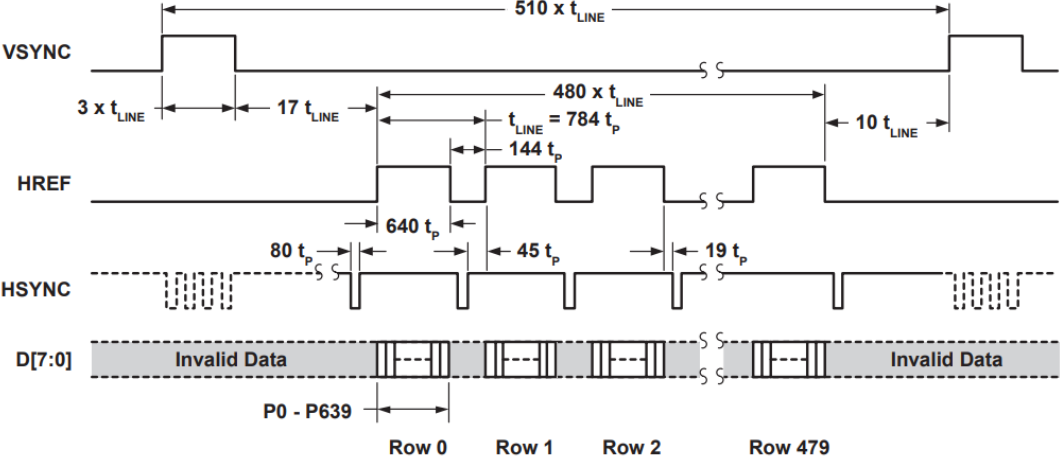 510 x tLINE
VSYNC
3 x tLINE
17 tLINE
480 x tLINE
tLINE = 784 tP
10 tLINE
144 tP
HREF
640 tP
80 tP
45 tP
19 tP
HSYNC
D[7:0]
Invalid Data
Invalid Data
P0 - P639
Row 0 Row 1 Row 2 Row 479